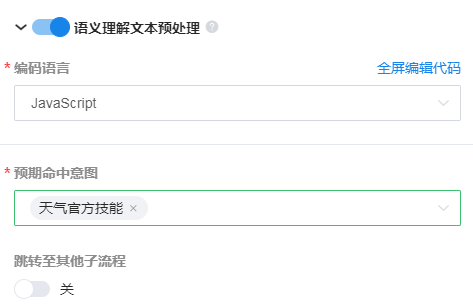 语义理解文本预处理 ?
* 编码语言 全屏编辑代码
JavaScript
* 预期命中意图
天气官方技能 ×
跳转至其他子流程
关